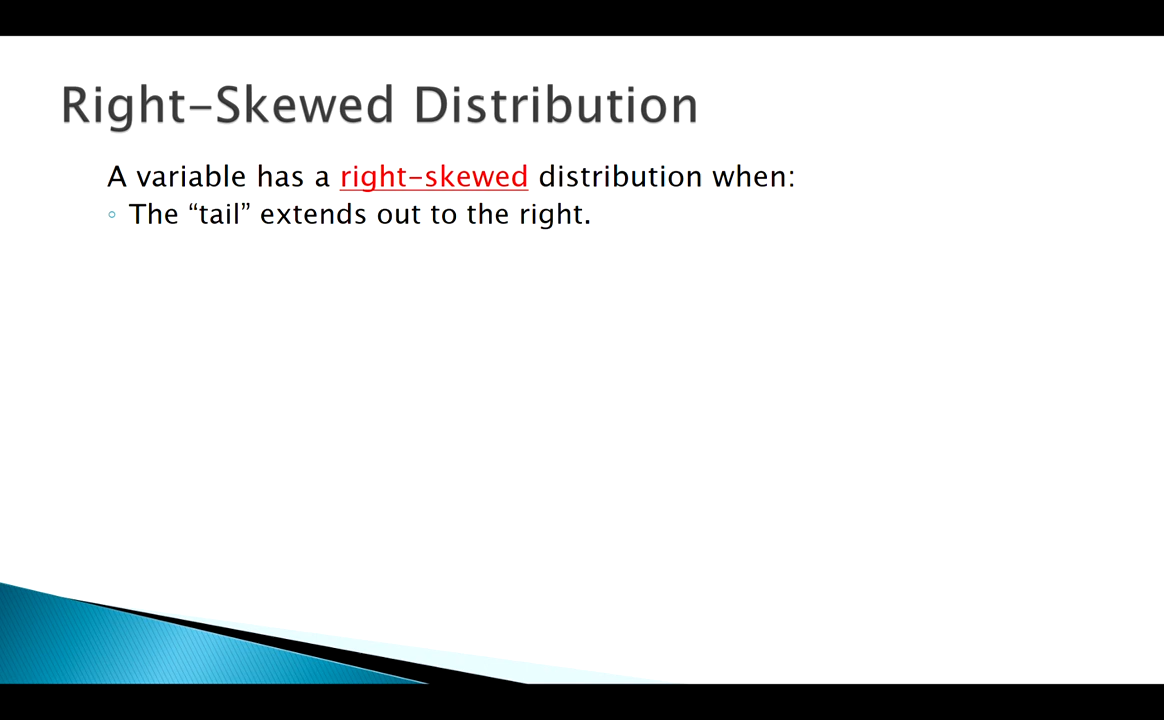 Right-Skewed Distribution
A variable has a right-skewed distribution when:
◦ The “tail” extends out to the right.